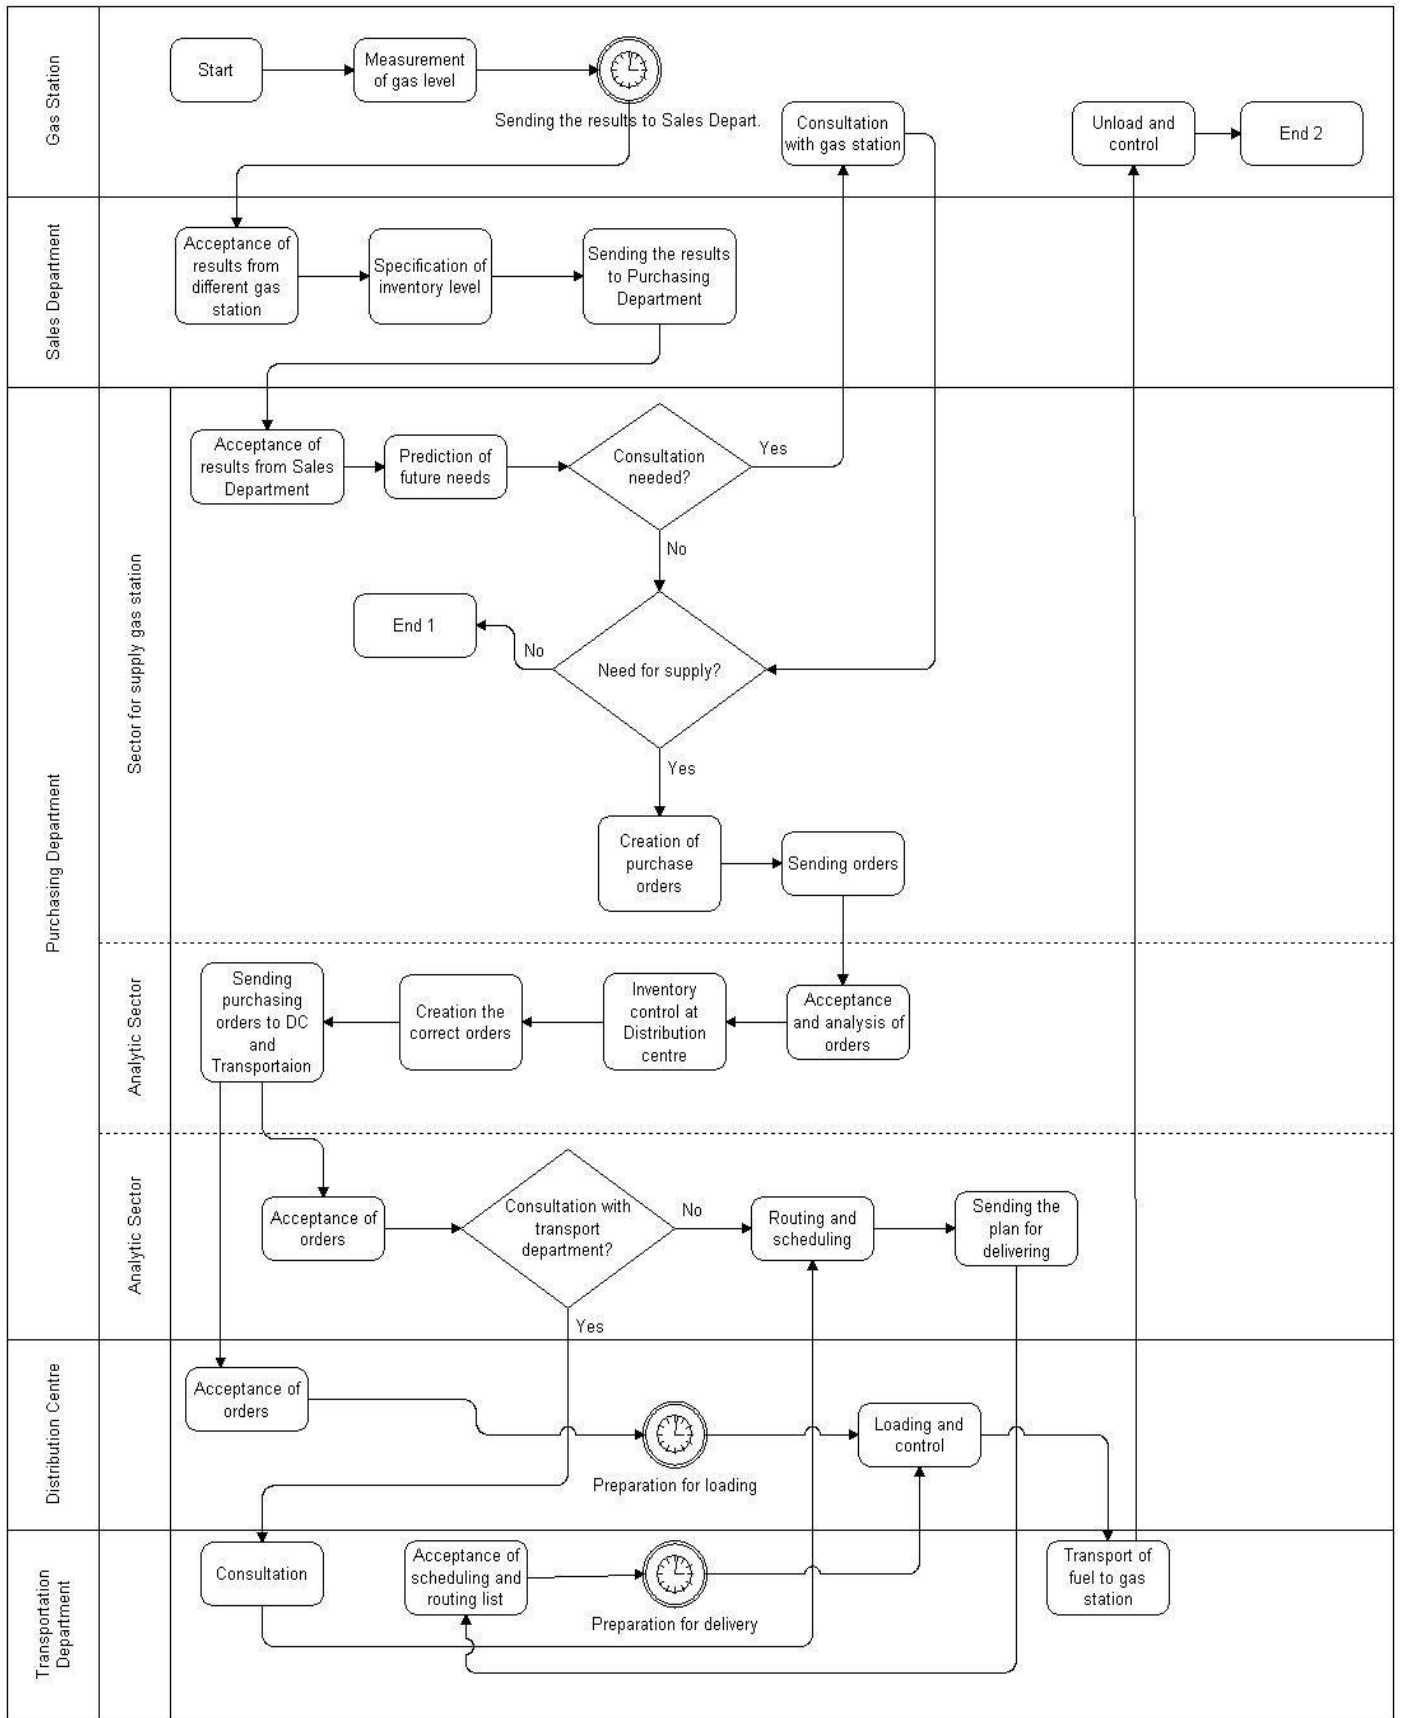 Gas Station
Start
Measurement
of gas level
Sending the results to Sales Depart.
Consultation
with gas station
Unload and
control
End 2
Sales Department
Acceptance of
results from
different gas
station
Specification of
inventory level
Sending the results
to Purchasing
Department
Purchasing Department
Sector for supply gas station
Acceptance of
results from Sales
Department
Prediction of
future needs
Consultation
needed?
Yes
No
End 1
No
Need for supply?
Yes
Creation of
purchase
orders
Sending orders
Analytic Sector
Sending
purchasing
orders to DC
and
Transportaion
Creation the
correct orders
Inventory
control at
Distribution
centre
Acceptance
and analysis of
orders
Analytic Sector
Acceptance of
orders
Consultation with
transport
department?
No
Yes
Routing and
scheduling
Sending the
plan for
delivering
Distribution Centre
Acceptance of
orders
Preparation for loading
Loading and
control
Transportation
Department
Consultation
Acceptance of
scheduling and
routing list
Preparation for delivery
Transport of
fuel to gas
station